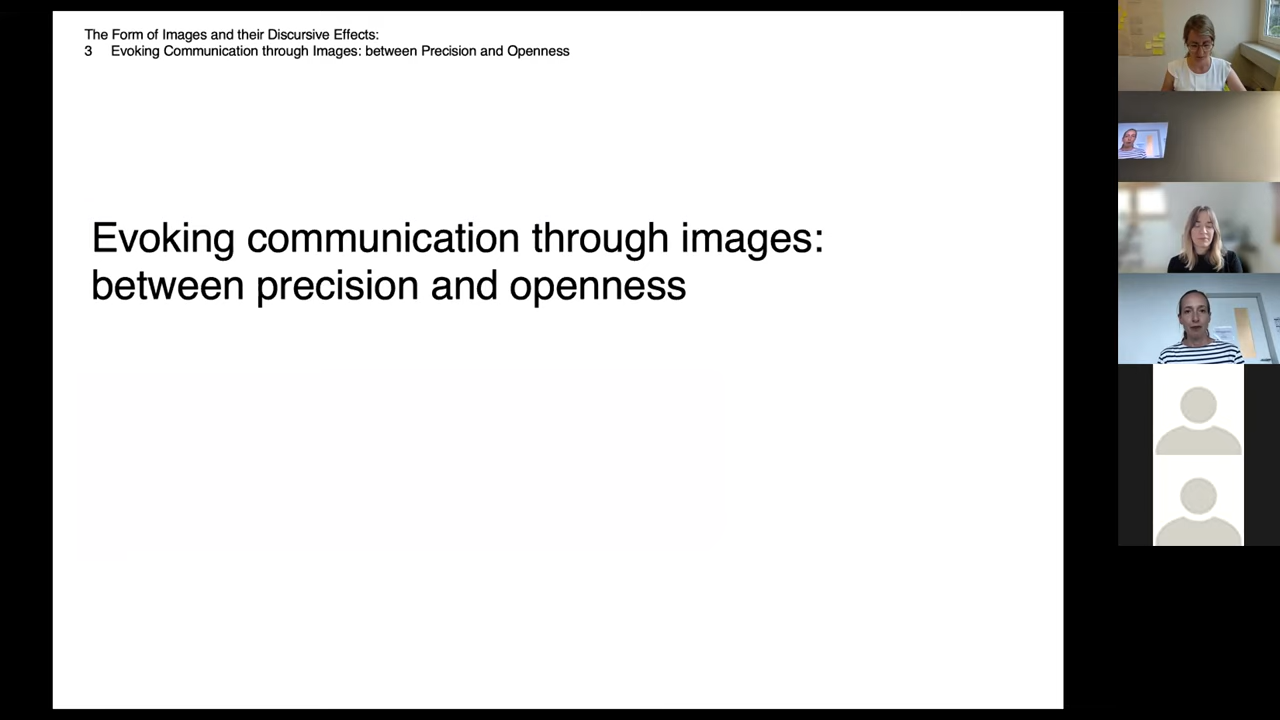 The Form of Images and their Discursive Effects:
3 Evoking Communication through Images: between Precision and Openness
Evoking communication through images:
between precision and openness